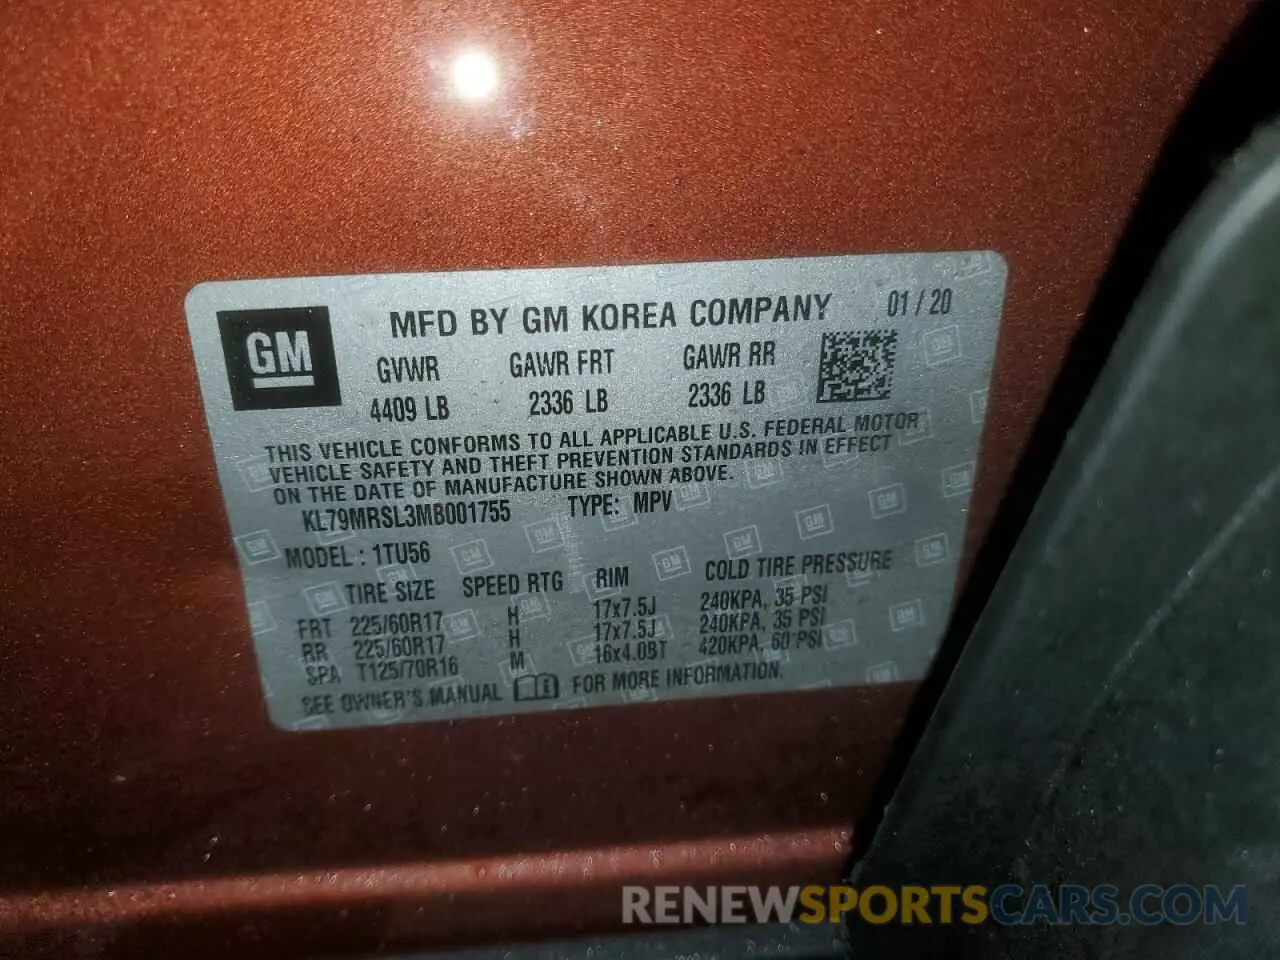 GM
MFD BY GM KOREA COMPANY 01 / 20
GVWR GAWR FRT GAWR RR
4409 LB 2336 LB 2336 LB
THIS VEHICLE CONFORMS TO ALL APPLICABLE U.S. FEDERAL MOTOR
VEHICLE SAFETY AND THEFT PREVENTION STANDARDS IN EFFECT
ON THE DATE OF MANUFACTURE SHOWN ABOVE.
KL79MRSL3MB001755 TYPE: MPV
MODEL : 1TU56
TIRE SIZE SPEED RTG RIM COLD TIRE PRESSURE
FRT 225/60R17 H 17x7.5J 240KPA, 35 PSI
RR 225/60R17 H 17x7.5J 240KPA, 35 PSI
SPA T125/70R16 M 16x4.0BT 420KPA, 60 PSI
SEE OWNER'S MANUAL FOR MORE INFORMATION.
RENEWSPORTSCARS.COM